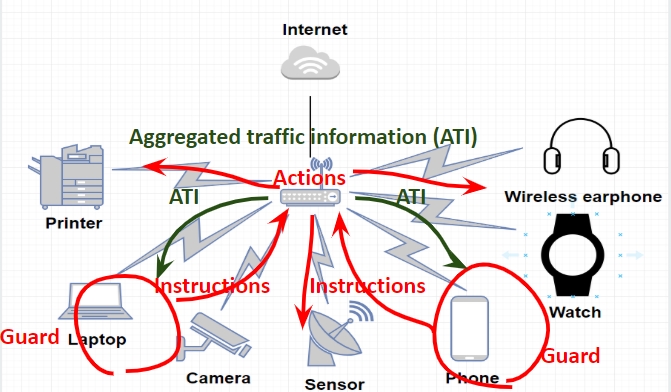 Internet
Aggregated traffic information (ATI)
Actions
ATI
ATI
Wireless earphone
Printer
Instructions
Instructions
Watch
Guard
Laptop
Guard
Camera
Sensor
Phone